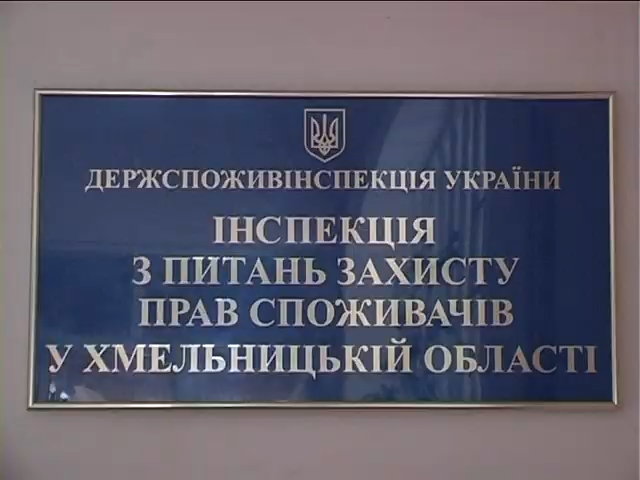 ДЕРЖСПОЖИВІНСПЕКЦІЯ УКРАЇНИ
ІНСПЕКЦІЯ
З ПИТАНЬ ЗАХИСТУ
ПРАВ СПОЖИВАЧІВ
У ХМЕЛЬНИЦЬКІЙ ОБЛАСТІ